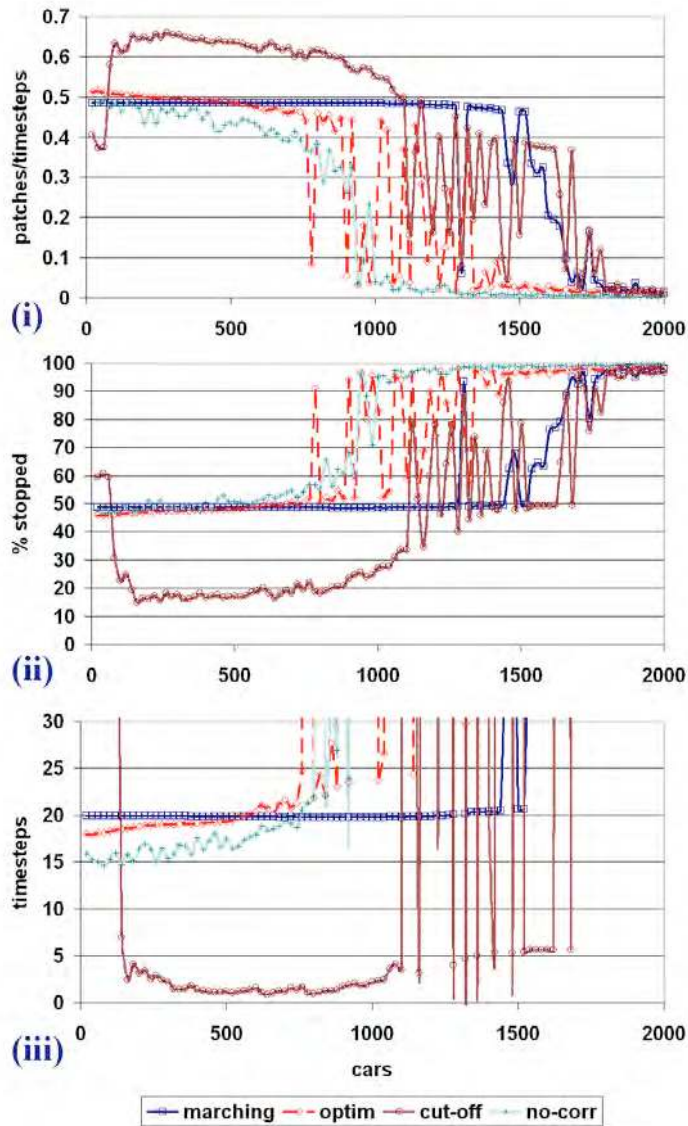 0.7
0.6
0.5
0.4
0.3
0.2
0.1
0
patches/timesteps
0 500 1000 1500 2000
(i)
100
90
80
70
60
50
40
30
20
10
0
% stopped
0 500 1000 1500 2000
(ii)
30
25
20
15
10
5
0
timesteps
0 500 1000 1500 2000
(iii)
cars
marching optim cut-off no-corr